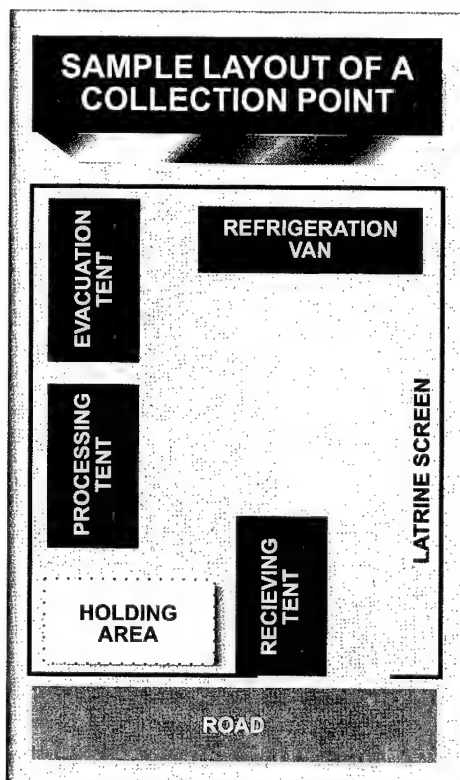 SAMPLE LAYOUT OF A
COLLECTION POINT
EVACUATION
TENT
REFRIGERATION
VAN
PROCESSING
TENT
LATRINE SCREEN
HOLDING
AREA
RECIEVING
TENT
ROAD